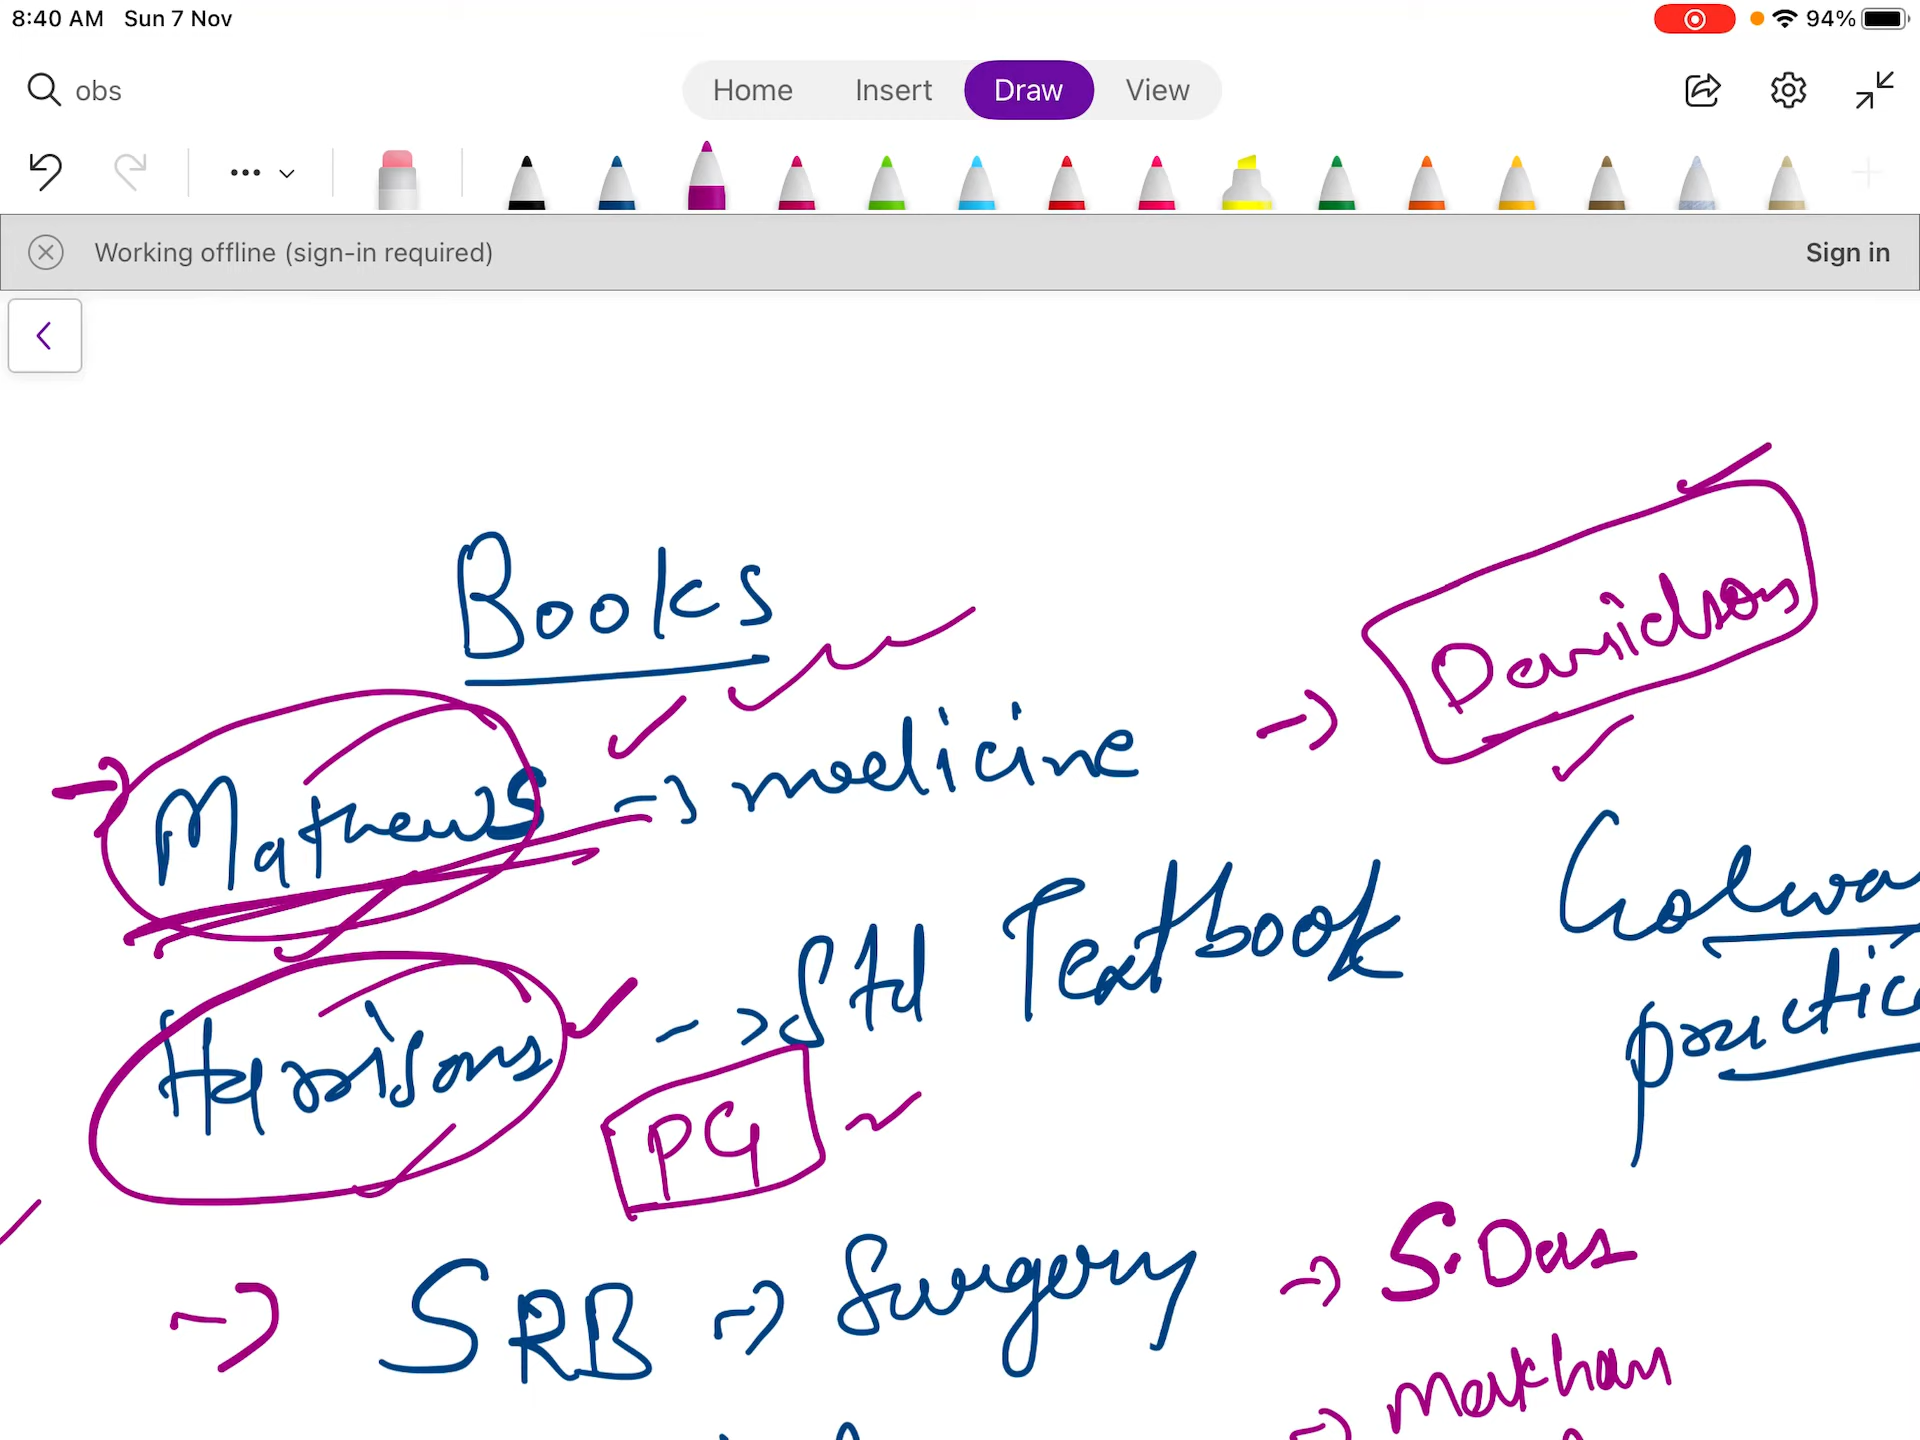 8:40 AM Sun 7 Nov 94%
obs Home Insert Draw View
Working offline (sign-in required) Sign in
Books
Davidson
Mathews -> medicine ->
Harrisons -> Std Textbook
practic
PG
-> SRB -> Surgery -> S.Das
-> Makhan